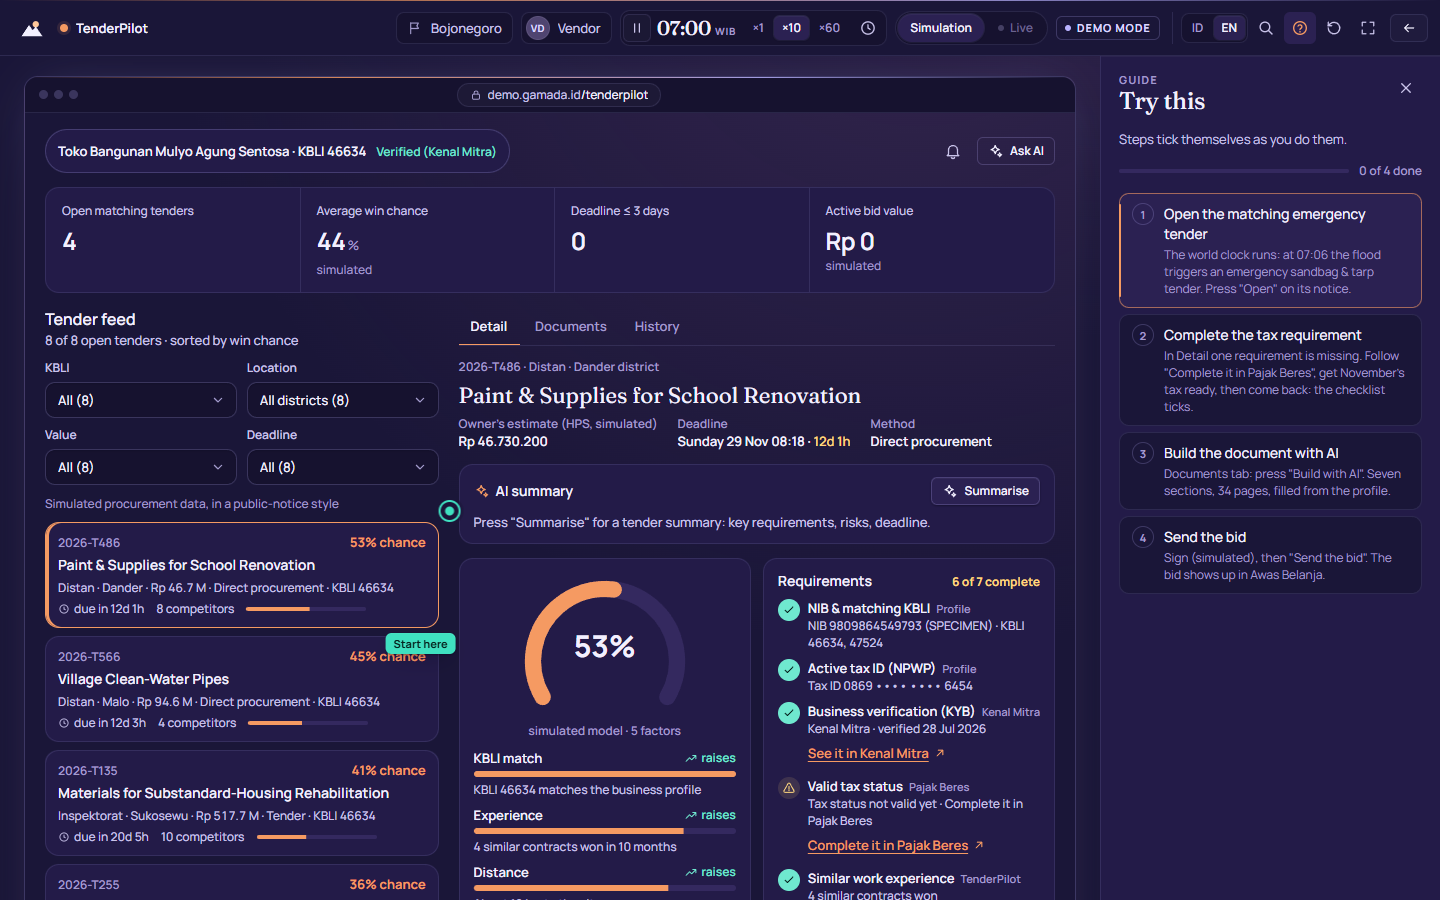 TenderPilot
Bojonegoro
VD Vendor
07:00 WIB
×1 ×10 ×60
Simulation
Live
DEMO MODE
ID EN
demo.gamada.id/tenderpilot
Toko Bangunan Mulyo Agung Sentosa · KBLI 46634 Verified (Kenal Mitra)
Ask AI
Open matching tenders
4
Average win chance
44 %
simulated
Deadline ≤ 3 days
0
Active bid value
Rp 0
simulated
Tender feed
8 of 8 open tenders · sorted by win chance
KBLI
All (8)
Location
All districts (8)
Value
All (8)
Deadline
All (8)
Simulated procurement data, in a public-notice style
2026-T486 53% chance
Paint & Supplies for School Renovation
Distan · Dander · Rp 46.7 M · Direct procurement · KBLI 46634
due in 12d 1h 8 competitors
Start here
2026-T566 45% chance
Village Clean-Water Pipes
Distan · Malo · Rp 94.6 M · Direct procurement · KBLI 46634
due in 12d 3h 4 competitors
2026-T135 41% chance
Materials for Substandard-Housing Rehabilitation
Inspektorat · Sukosewu · Rp 517.7 M · Tender · KBLI 46634
due in 20d 5h 10 competitors
2026-T255 36% chance
Detail Documents History
2026-T486 · Distan · Dander district
Paint & Supplies for School Renovation
Owner's estimate (HPS, simulated)
Rp 46.730.200
Deadline
Sunday 29 Nov 08:18 · 12d 1h
Method
Direct procurement
AI summary
Summarise
Press "Summarise" for a tender summary: key requirements, risks, deadline.
53%
simulated model · 5 factors
KBLI match raises
KBLI 46634 matches the business profile
Experience raises
4 similar contracts won in 10 months
Distance raises
Requirements 6 of 7 complete
NIB & matching KBLI Profile
NIB 9809864549793 (SPECIMEN) · KBLI
46634, 47524
Active tax ID (NPWP) Profile
Tax ID 0869 •••• •••• 6454
Business verification (KYB) Kenal Mitra
Kenal Mitra · verified 28 Jul 2026
See it in Kenal Mitra
Valid tax status Pajak Beres
Tax status not valid yet · Complete it in
Pajak Beres
Complete it in Pajak Beres
Similar work experience TenderPilot
4 similar contracts won
GUIDE
Try this
Steps tick themselves as you do them.
0 of 4 done
1 Open the matching emergency
tender
The world clock runs: at 07:06 the flood
triggers an emergency sandbag & tarp
tender. Press "Open" on its notice.
2 Complete the tax requirement
In Detail one requirement is missing. Follow
"Complete it in Pajak Beres", get November's
tax ready, then come back: the checklist
ticks.
3 Build the document with AI
Documents tab: press "Build with AI". Seven
sections, 34 pages, filled from the profile.
4 Send the bid
Sign (simulated), then "Send the bid". The
bid shows up in Awas Belanja.